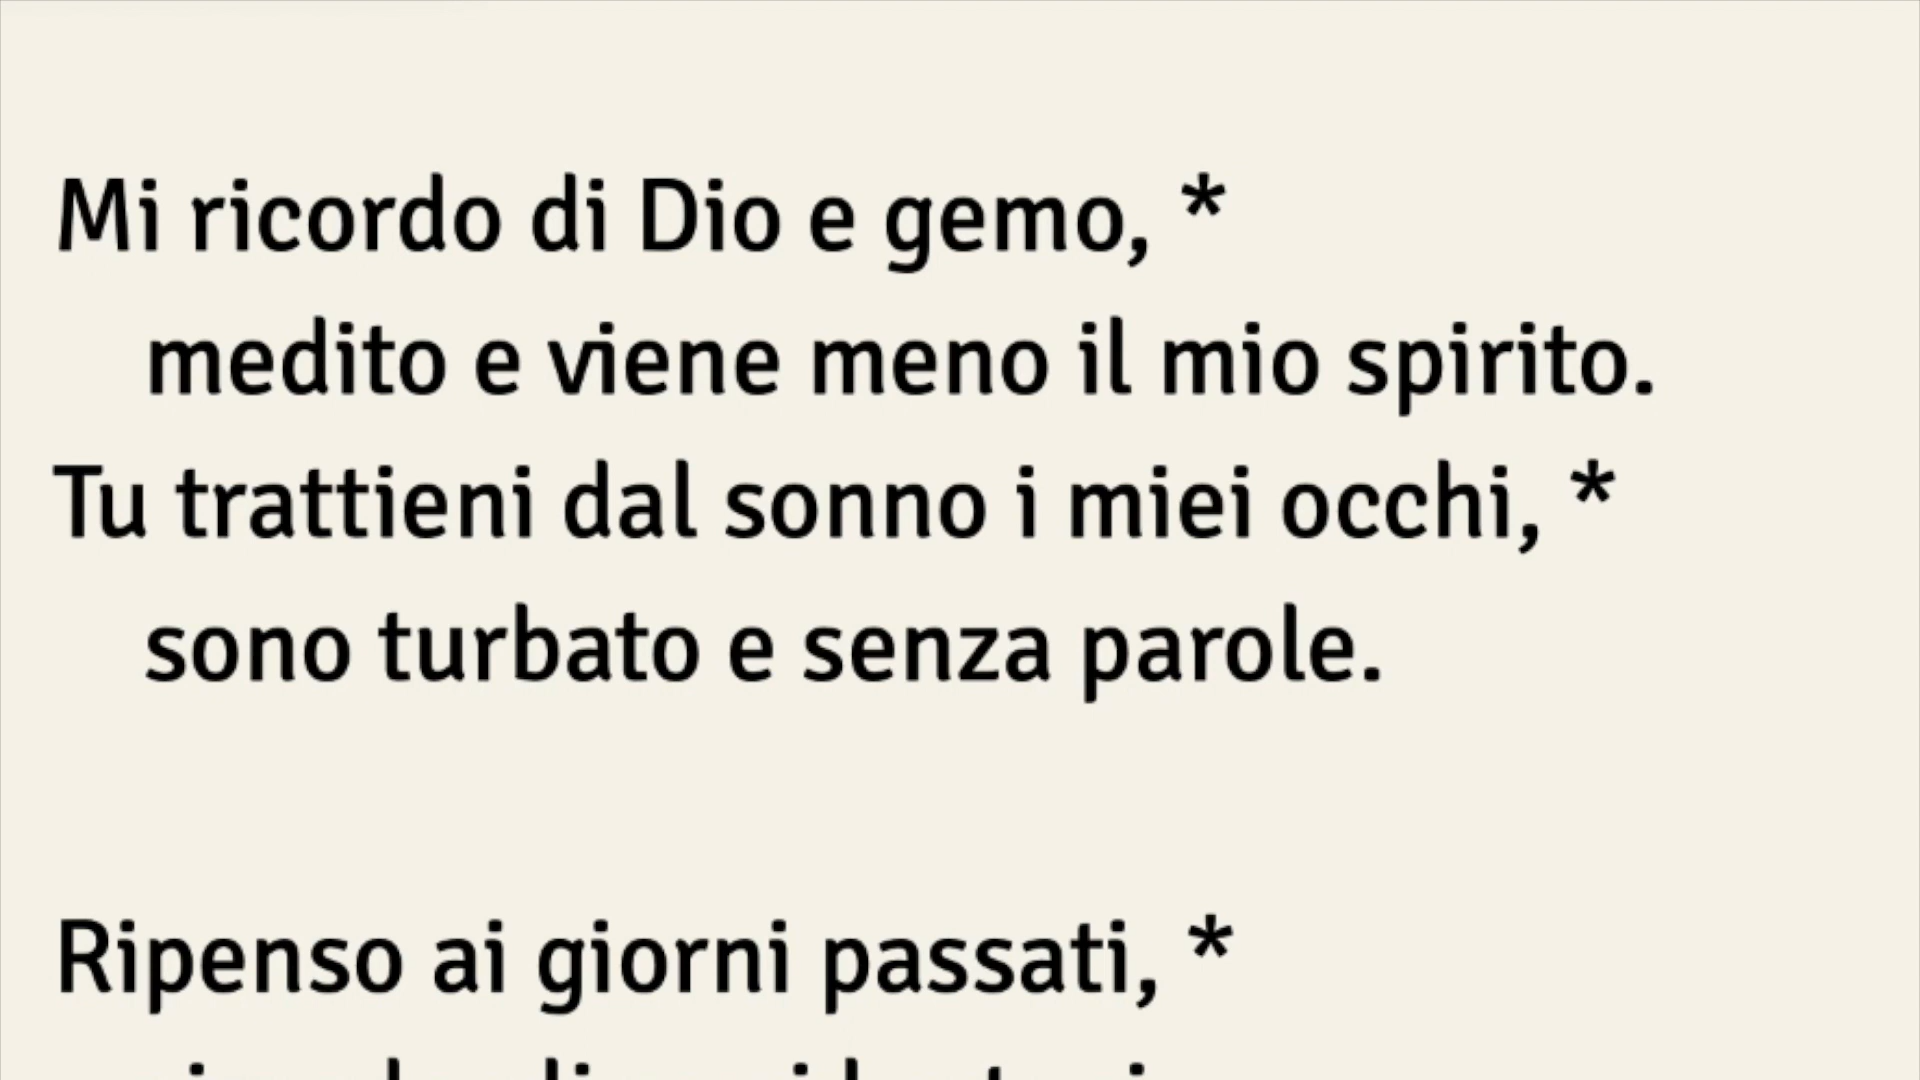 Mi ricordo di Dio e gemo, *
medito e viene meno il mio spirito.
Tu trattieni dal sonno i miei occhi, *
sono turbato e senza parole.
Ripenso ai giorni passati, *